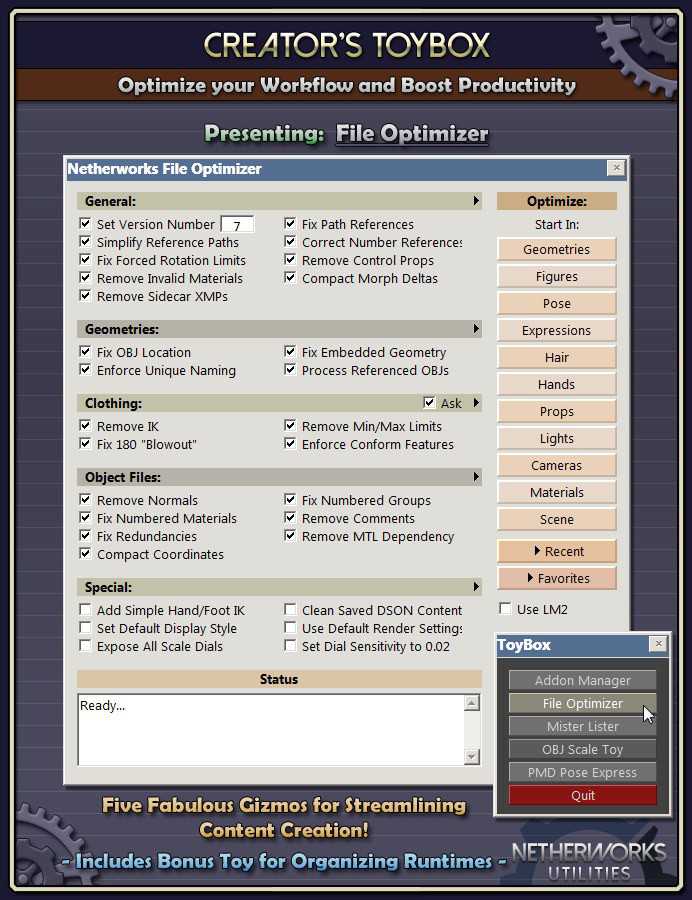 CREATOR'S TOYBOX
Optimize your Workflow and Boost Productivity
Presenting: File Optimizer
Netherworks File Optimizer
General:
Set Version Number 7
Fix Path References
Simplify Reference Paths
Correct Number References
Fix Forced Rotation Limits
Remove Control Props
Remove Invalid Materials
Compact Morph Deltas
Remove Sidecar XMPs
Geometries:
Fix OBJ Location
Fix Embedded Geometry
Enforce Unique Naming
Process Referenced OBJs
Clothing:
Ask
Remove IK
Remove Min/Max Limits
Fix 180 "Blowout"
Enforce Conform Features
Object Files:
Remove Normals
Fix Numbered Groups
Fix Numbered Materials
Remove Comments
Fix Redundancies
Remove MTL Dependency
Compact Coordinates
Special:
Add Simple Hand/Foot IK
Clean Saved DSON Content
Set Default Display Style
Use Default Render Settings
Expose All Scale Dials
Set Dial Sensitivity to 0.02
Status
Ready...
Optimize:
Start In:
Geometries
Figures
Pose
Expressions
Hair
Hands
Props
Lights
Cameras
Materials
Scene
Recent
Favorites
Use LM2
ToyBox
Addon Manager
File Optimizer
Mister Lister
OBJ Scale Toy
PMD Pose Express
Quit
Five Fabulous Gizmos for Streamlining
Content Creation!
- Includes Bonus Toy for Organizing Runtimes -
NETHERWORKS
UTILITIES